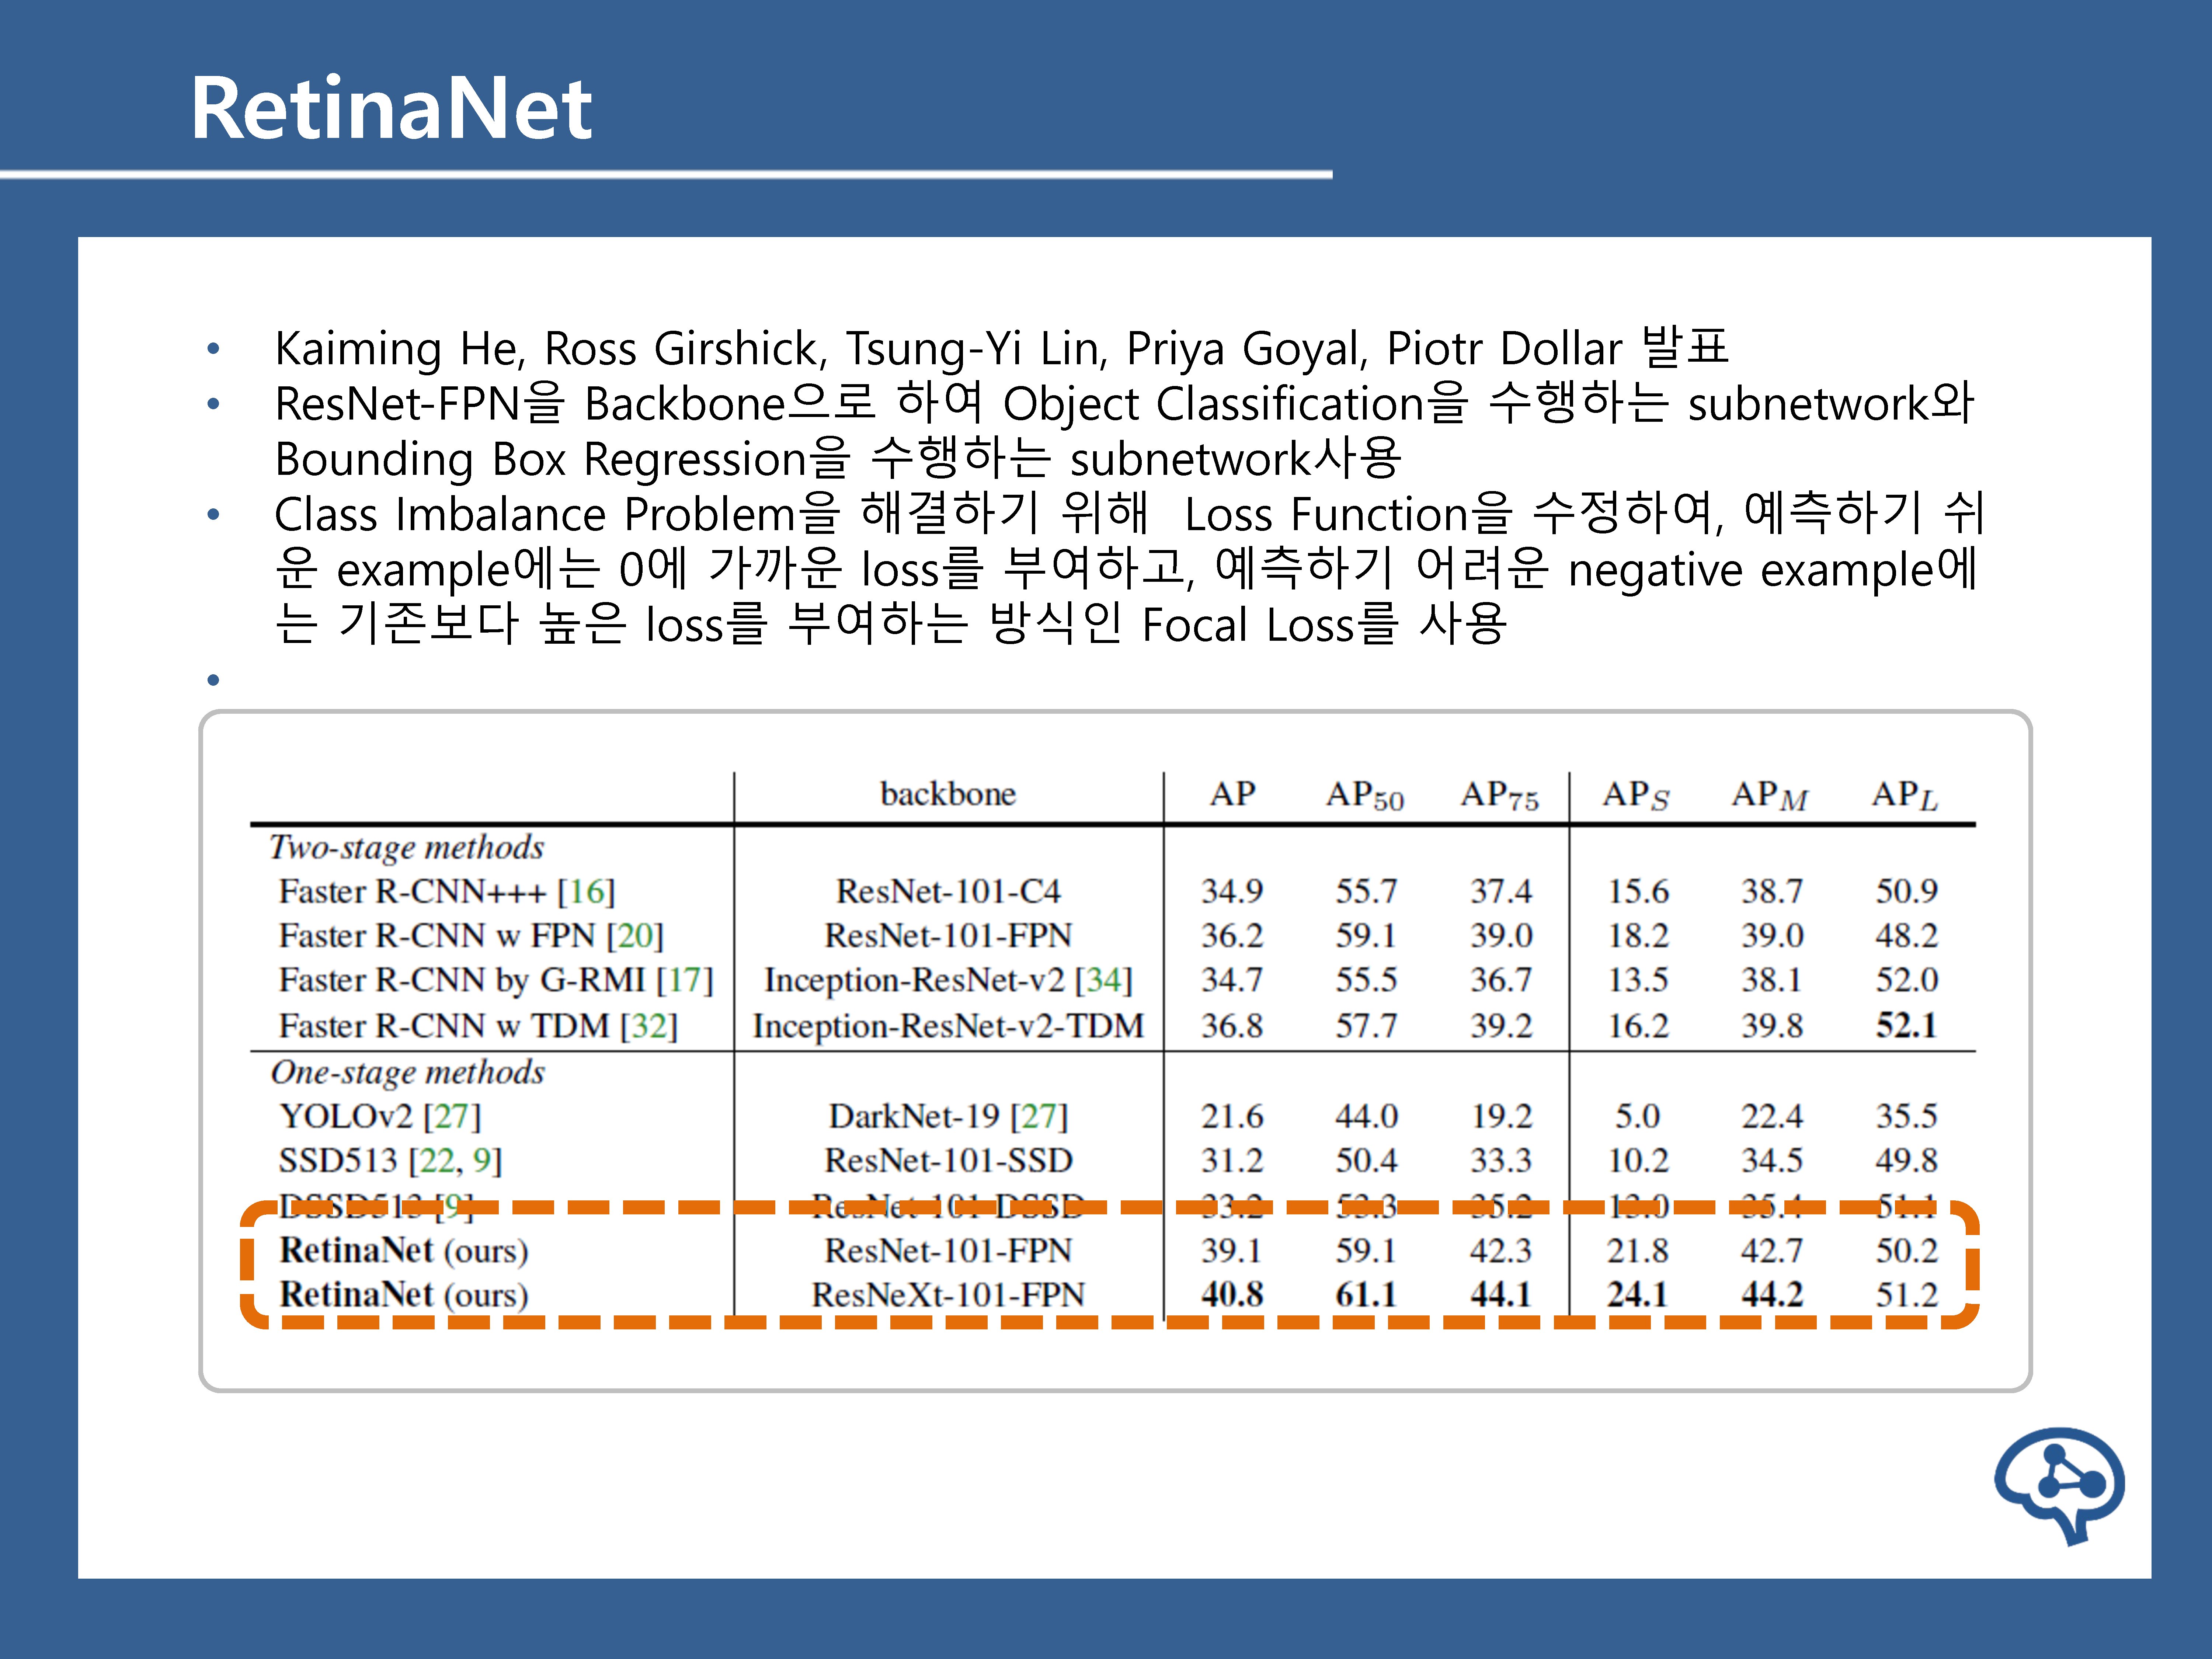 RetinaNet
• Kaiming He, Ross Girshick, Tsung-Yi Lin, Priya Goyal, Piotr Dollar 발표
• ResNet-FPN을 Backbone으로 하여 Object Classification을 수행하는 subnetwork와
Bounding Box Regression을 수행하는 subnetwork사용
• Class Imbalance Problem을 해결하기 위해 Loss Function을 수정하여, 예측하기 쉬
운 example에는 0에 가까운 loss를 부여하고, 예측하기 어려운 negative example에
는 기존보다 높은 loss를 부여하는 방식인 Focal Loss를 사용
•
backbone AP AP50 AP75 APS APM APL
Two-stage methods
Faster R-CNN+++ [16] ResNet-101-C4 34.9 55.7 37.4 15.6 38.7 50.9
Faster R-CNN w FPN [20] ResNet-101-FPN 36.2 59.1 39.0 18.2 39.0 48.2
Faster R-CNN by G-RMI [17] Inception-ResNet-v2 [34] 34.7 55.5 36.7 13.5 38.1 52.0
Faster R-CNN w TDM [32] Inception-ResNet-v2-TDM 36.8 57.7 39.2 16.2 39.8 52.1
One-stage methods
YOLOv2 [27] DarkNet-19 [27] 21.6 44.0 19.2 5.0 22.4 35.5
SSD513 [22, 9] ResNet-101-SSD 31.2 50.4 33.3 10.2 34.5 49.8
DSSD513 [9] ResNet-101-DSSD 33.2 53.3 35.2 13.0 35.4 51.1
RetinaNet (ours) ResNet-101-FPN 39.1 59.1 42.3 21.8 42.7 50.2
RetinaNet (ours) ResNeXt-101-FPN 40.8 61.1 44.1 24.1 44.2 51.2